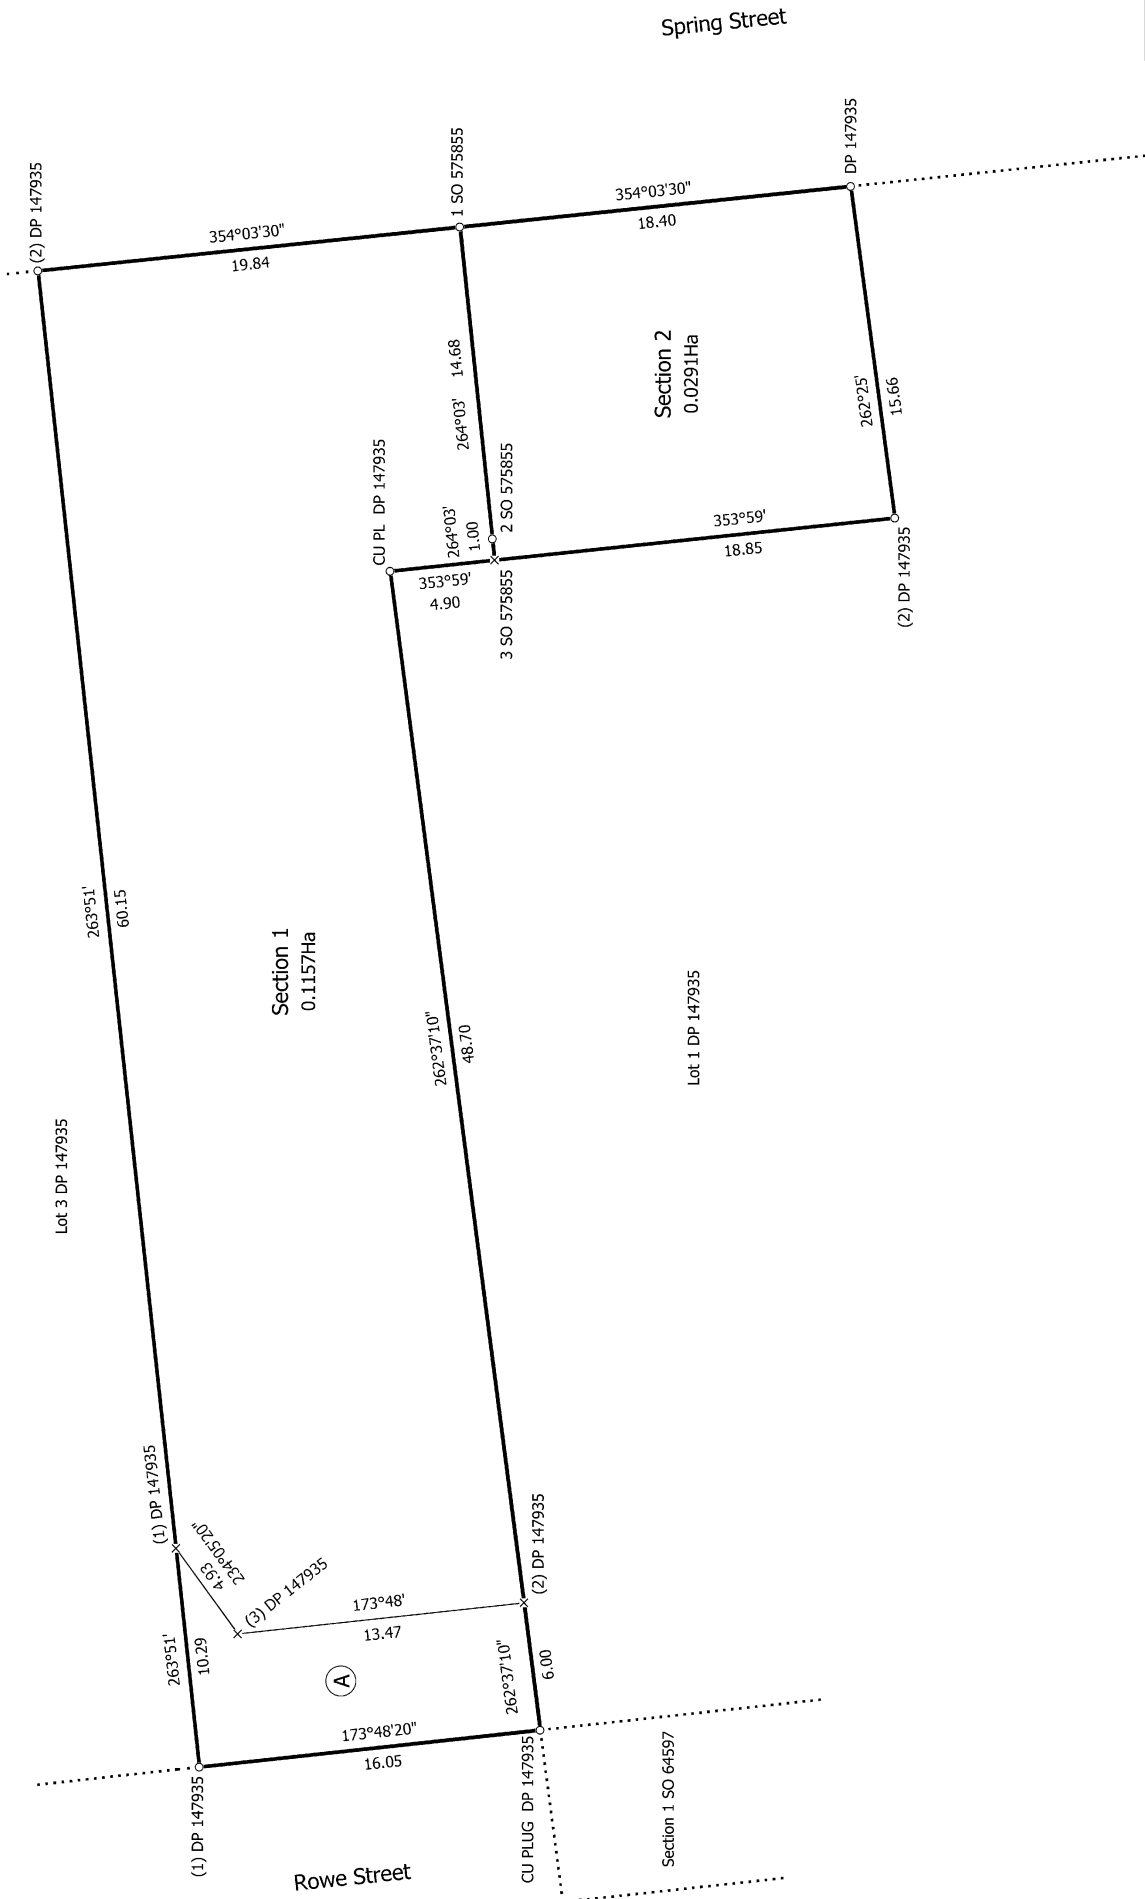 Spring Street
(2) DP 147935
1 SO 575855
DP 147935
354°03'30"
19.84
354°03'30"
18.40
14.68
264°03'
Section 2
0.0291Ha
262°25'
15.66
CU PL DP 147935
264°03'
1.00
2 SO 575855
353°59'
4.90
3 SO 575855
353°59'
18.85
(2) DP 147935
263°51'
60.15
Section 1
0.1157Ha
262°37'10"
48.70
Lot 1 DP 147935
Lot 3 DP 147935
(1) DP 147935
234°05'20"
4.93
(3) DP 147935
173°48'
13.47
(2) DP 147935
263°51'
10.29
A
262°37'10"
6.00
173°48'20"
16.05
(1) DP 147935
CU PLUG DP 147935
Section 1 SO 64597
Rowe Street